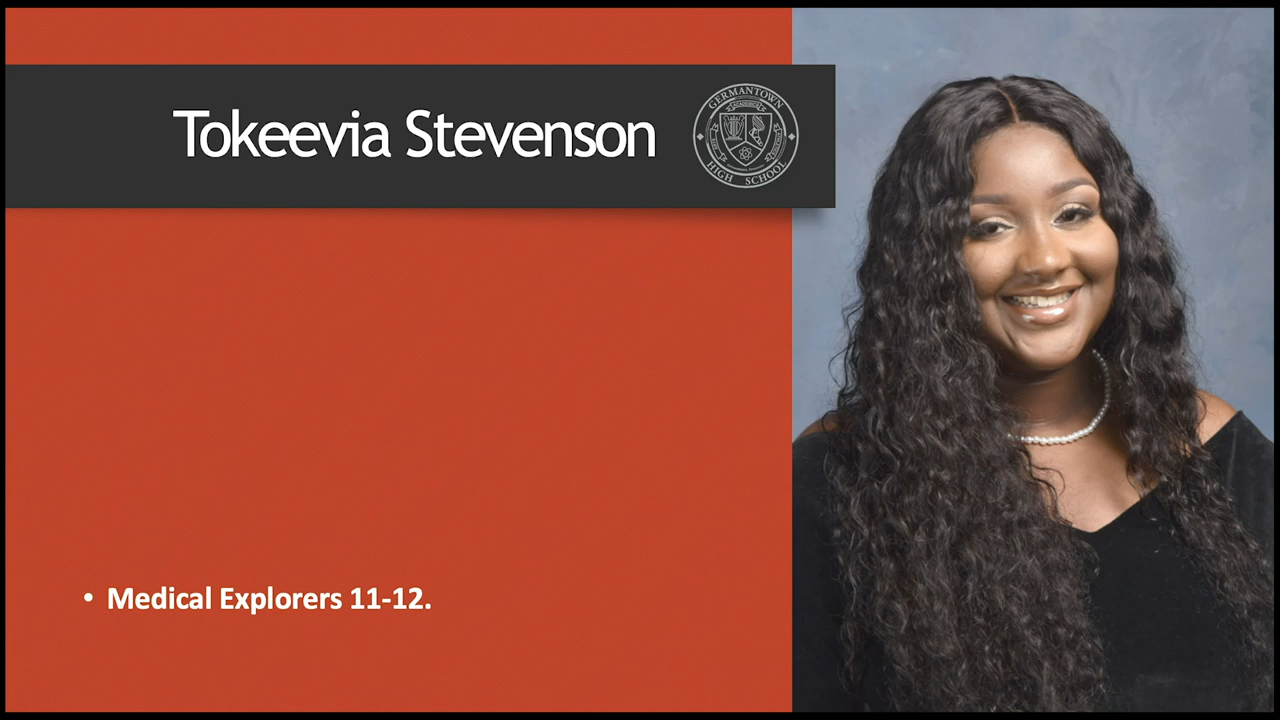 Tokeevia Stevenson
GERMANTOWN
HIGH SCHOOL
• Medical Explorers 11-12.